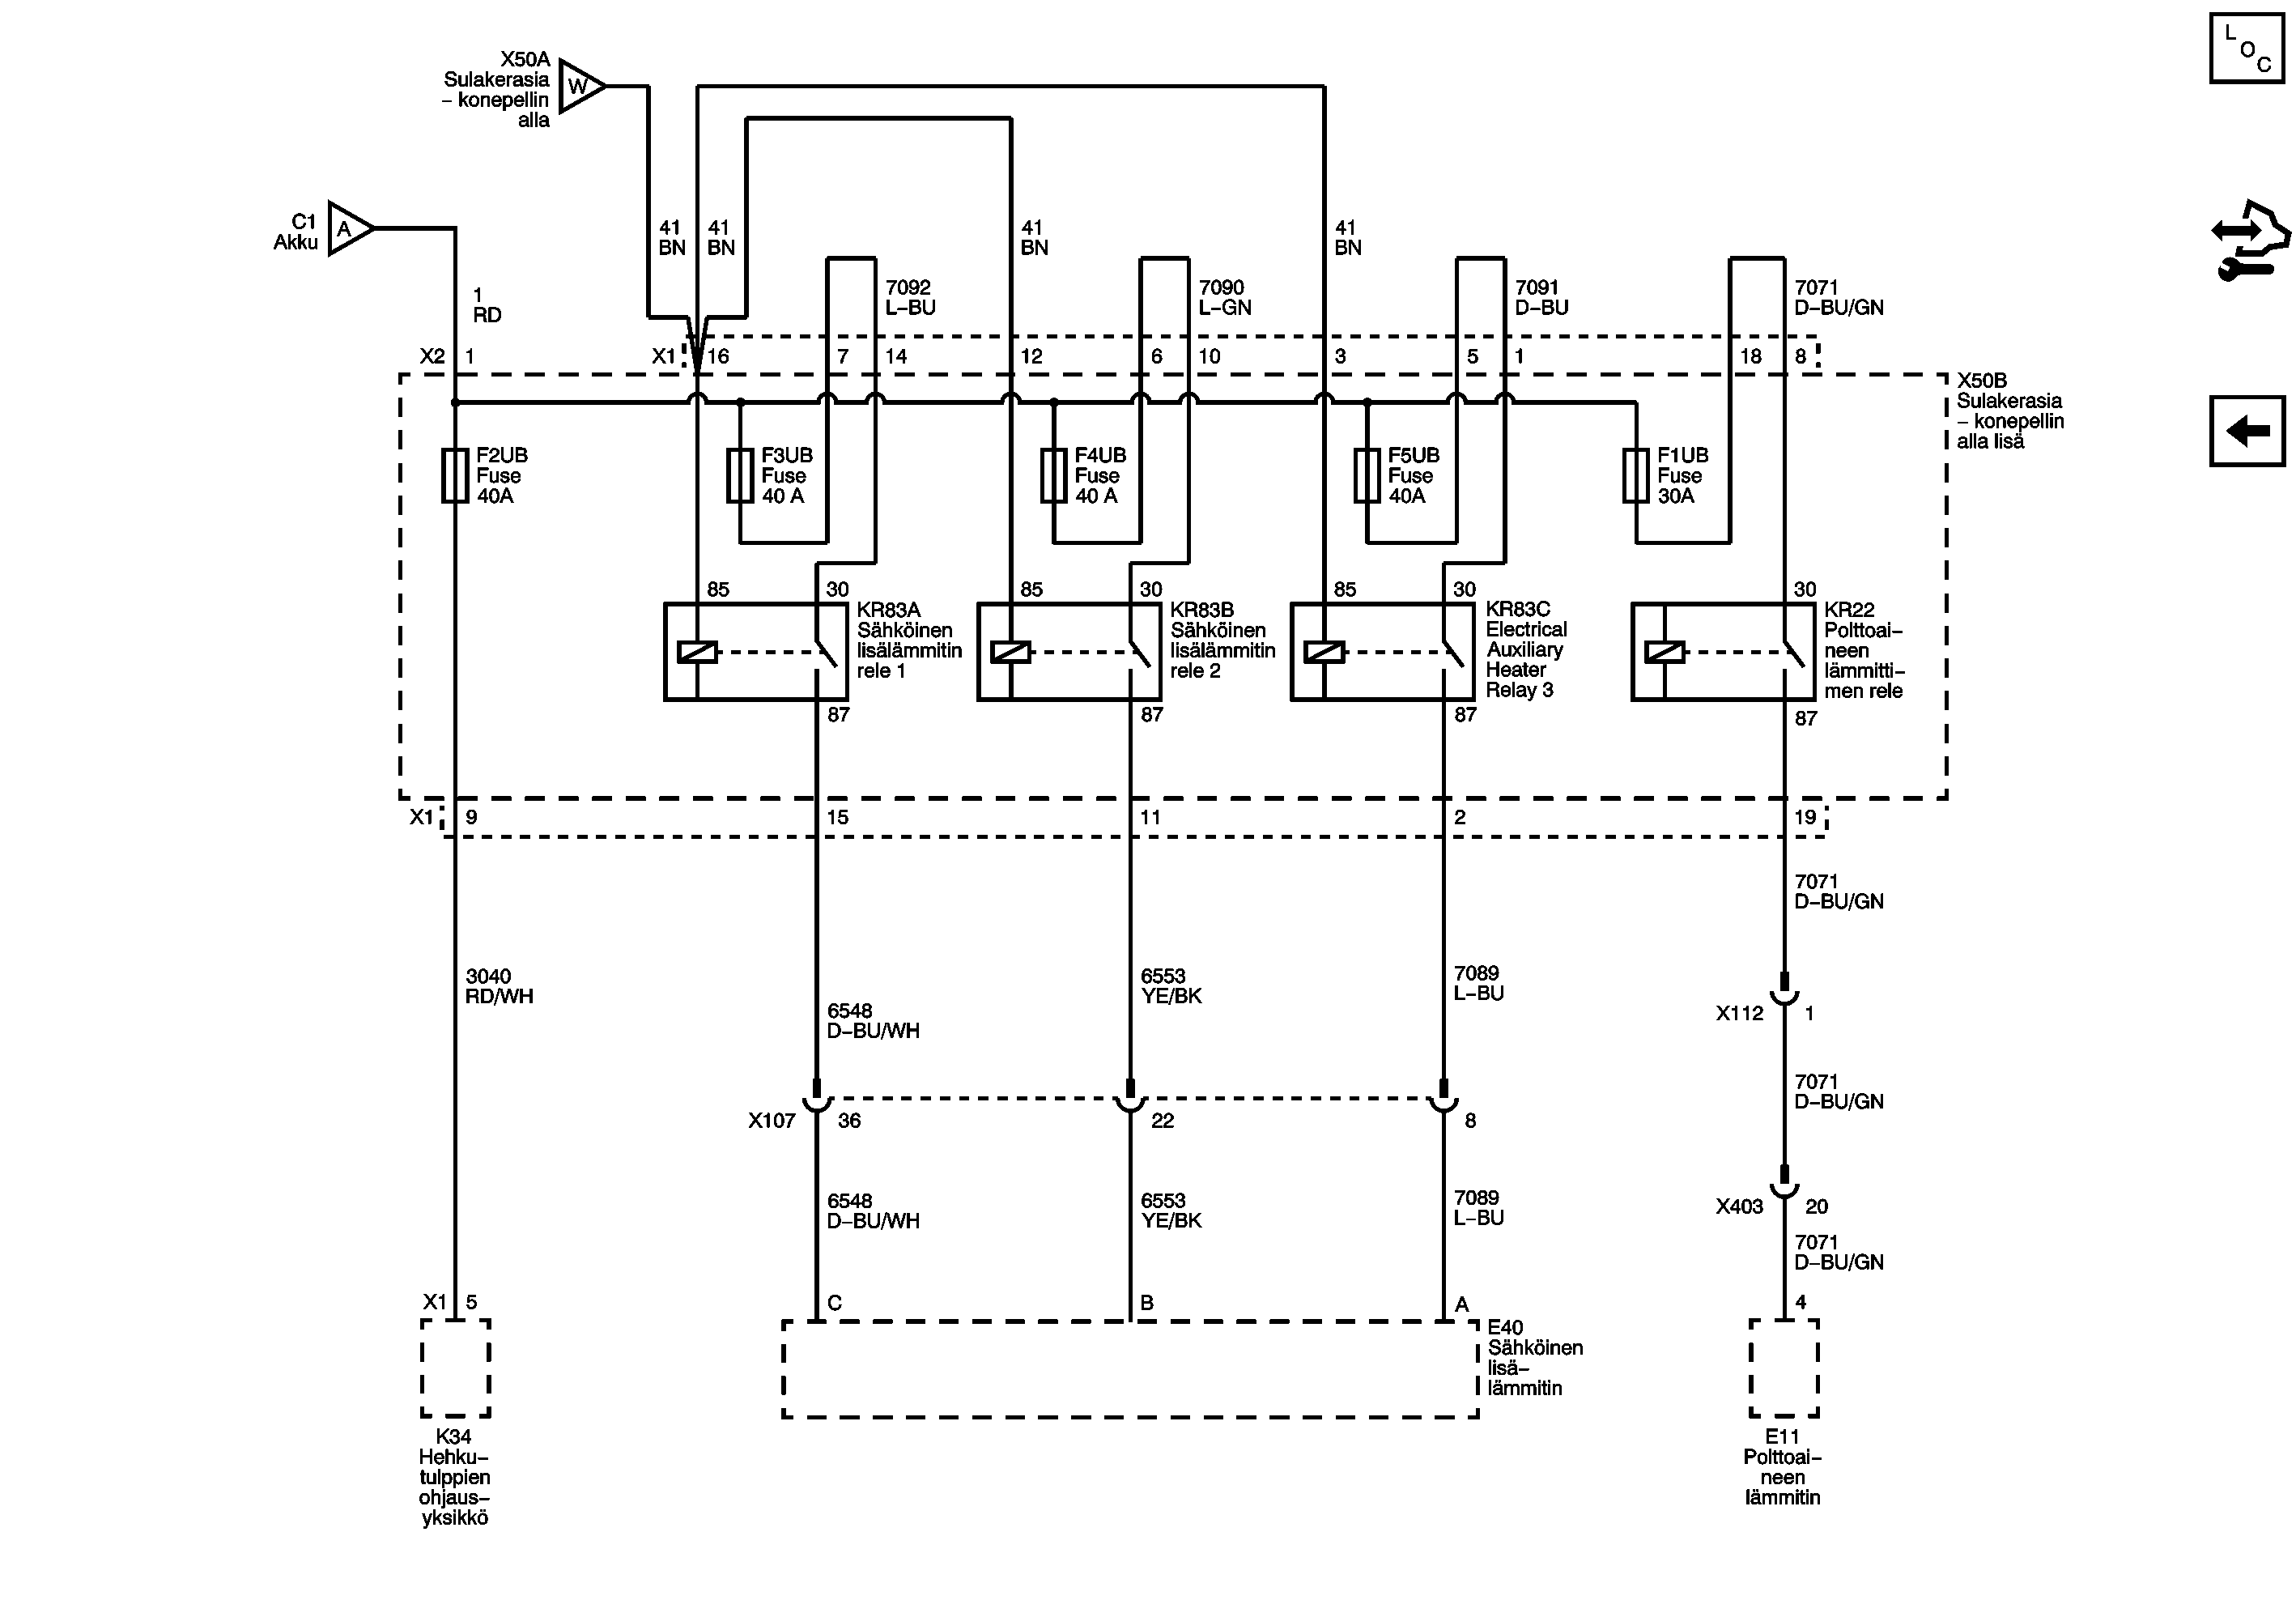 L
O
C
X50A
Sulakerasia
– konepellin
alla
W
C1
Akku
A
41
BN
41
BN
41
BN
41
BN
1
RD
7092
L–BU
7090
L–GN
7091
D–BU
7071
D–BU/GN
X2
1
X1
16
7
14
12
6
10
3
5
1
18
8
X50B
Sulakerasia
– konepellin
alla lisä
F2UB
Fuse
40A
F3UB
Fuse
40 A
F4UB
Fuse
40 A
F5UB
Fuse
40A
F1UB
Fuse
30A
85
30
85
30
85
30
30
KR83A
Sähköinen
lisälämmitin
rele 1
KR83B
Sähköinen
lisälämmitin
rele 2
KR83C
Electrical
Auxiliary
Heater
Relay 3
KR22
Polttoai–
neen
lämmitti–
men rele
87
87
87
87
X1
9
15
11
2
19
7071
D–BU/GN
3040
RD/WH
6548
D–BU/WH
6553
YE/BK
7089
L–BU
X112
1
X107
36
22
8
7071
D–BU/GN
6548
D–BU/WH
6553
YE/BK
7089
L–BU
X403
20
7071
D–BU/GN
X1
5
C
B
A
4
E40
Sähköinen
lisä–
lämmitin
K34
Hehku–
tulppien
ohjaus–
yksikkö
E11
Polttoai–
neen
lämmitin